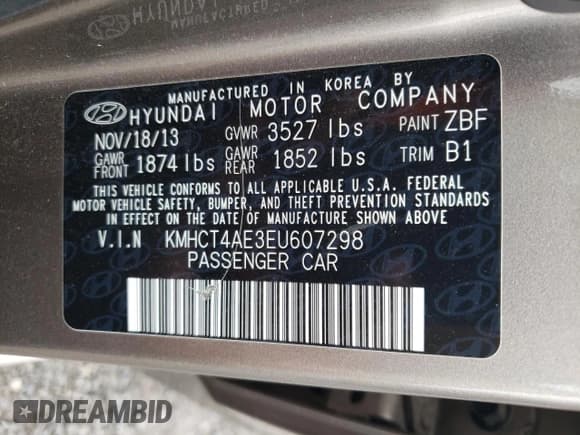 MANUFACTURED IN KOREA BY
HYUNDAI MOTOR COMPANY
NOV/18/13 GVWR 3527 lbs PAINT ZBF
GAWR FRONT 1874 lbs GAWR REAR 1852 lbs TRIM B1
THIS VEHICLE CONFORMS TO ALL APPLICABLE U.S.A. FEDERAL
MOTOR VEHICLE SAFETY, BUMPER, AND THEFT PREVENTION STANDARDS
IN EFFECT ON THE DATE OF MANUFACTURE SHOWN ABOVE
V.I.N KMHCT4AE3EU607298
PASSENGER CAR
DREAMBID